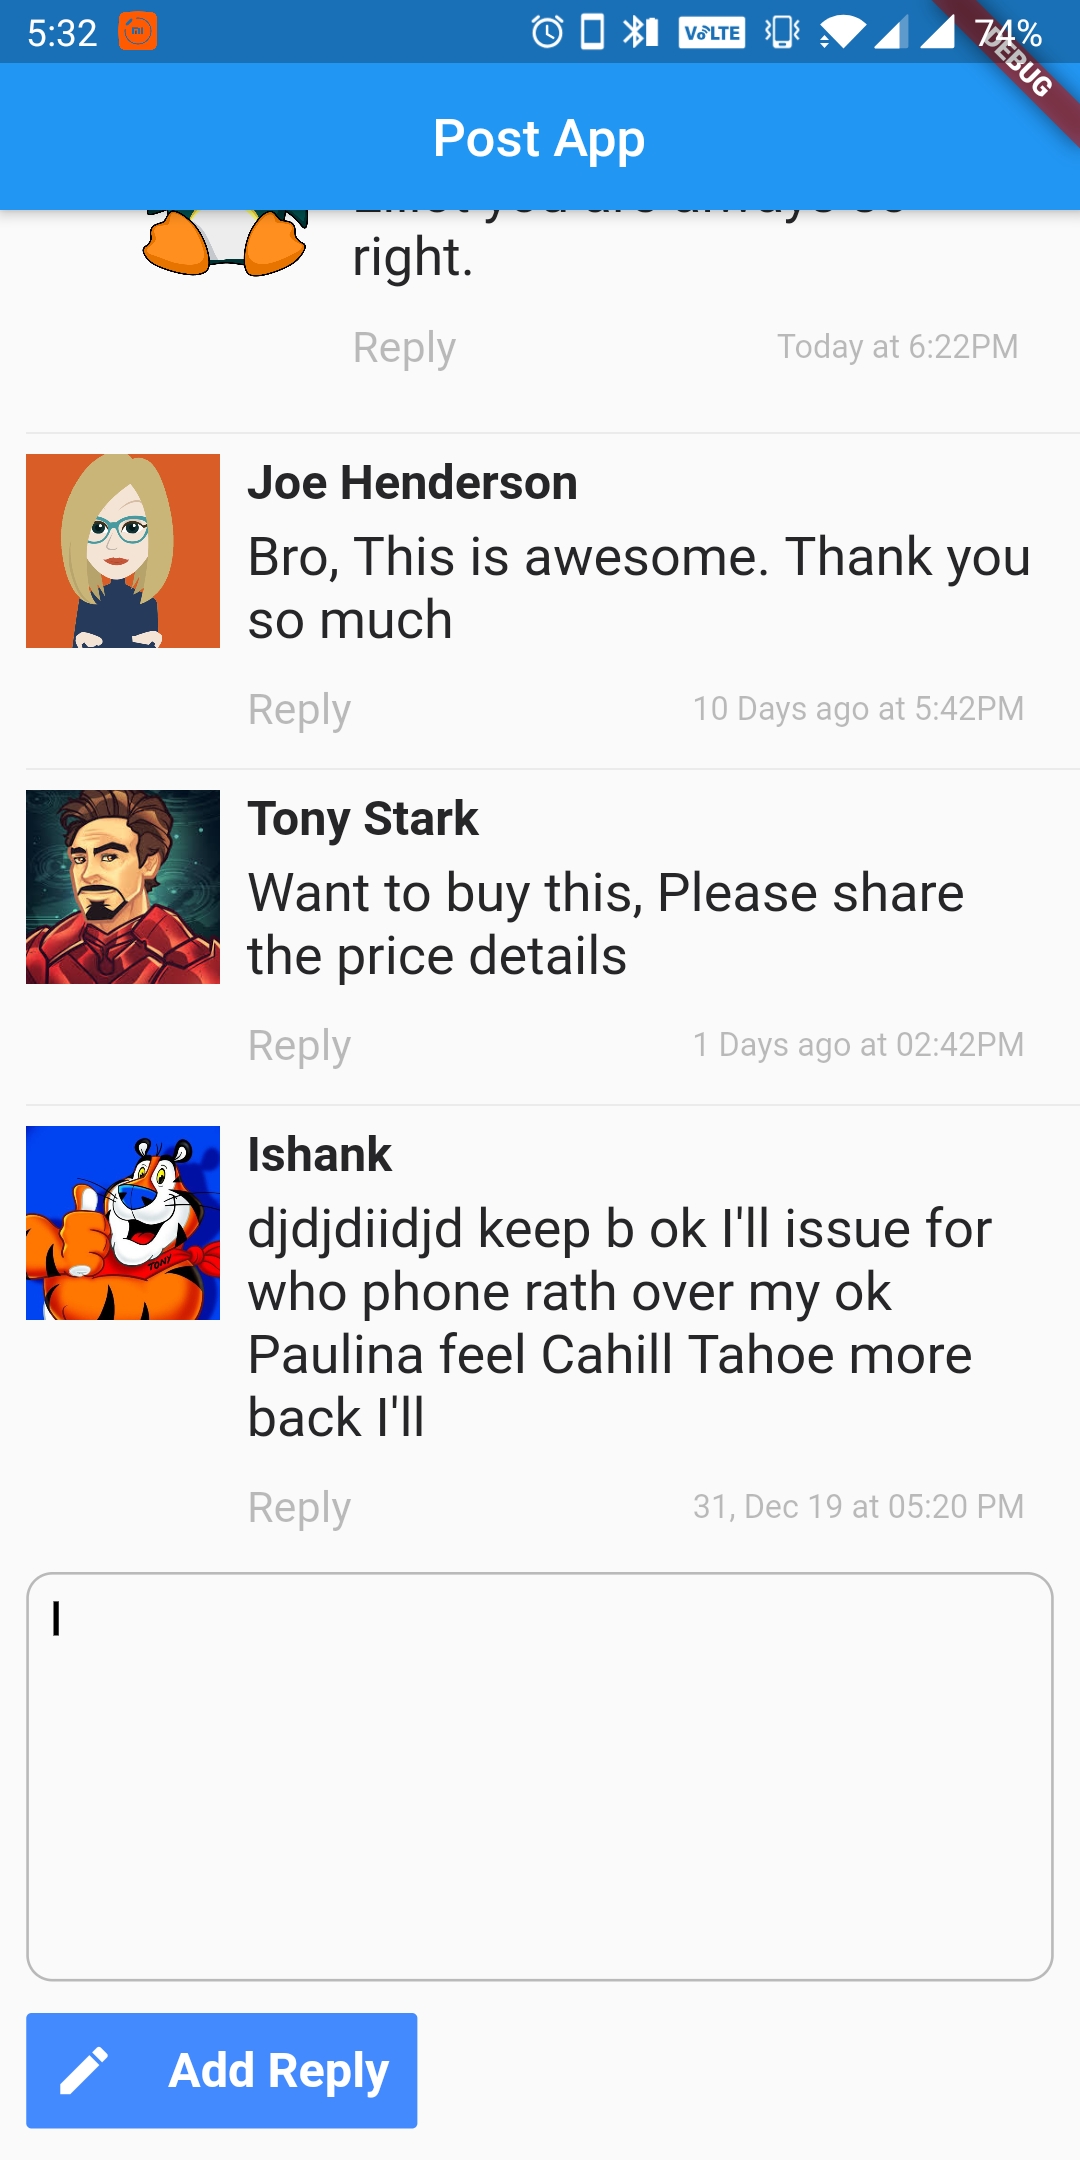 5:32
VoLTE
74%
DEBUG
Post App
right.
Reply
Today at 6:22PM
Joe Henderson
Bro, This is awesome. Thank you
so much
Reply
10 Days ago at 5:42PM
Tony Stark
Want to buy this, Please share
the price details
Reply
1 Days ago at 02:42PM
Ishank
djdjdiidjd keep b ok I'll issue for
who phone rath over my ok
Paulina feel Cahill Tahoe more
back I'll
TONY
Reply
31, Dec 19 at 05:20 PM
Add Reply